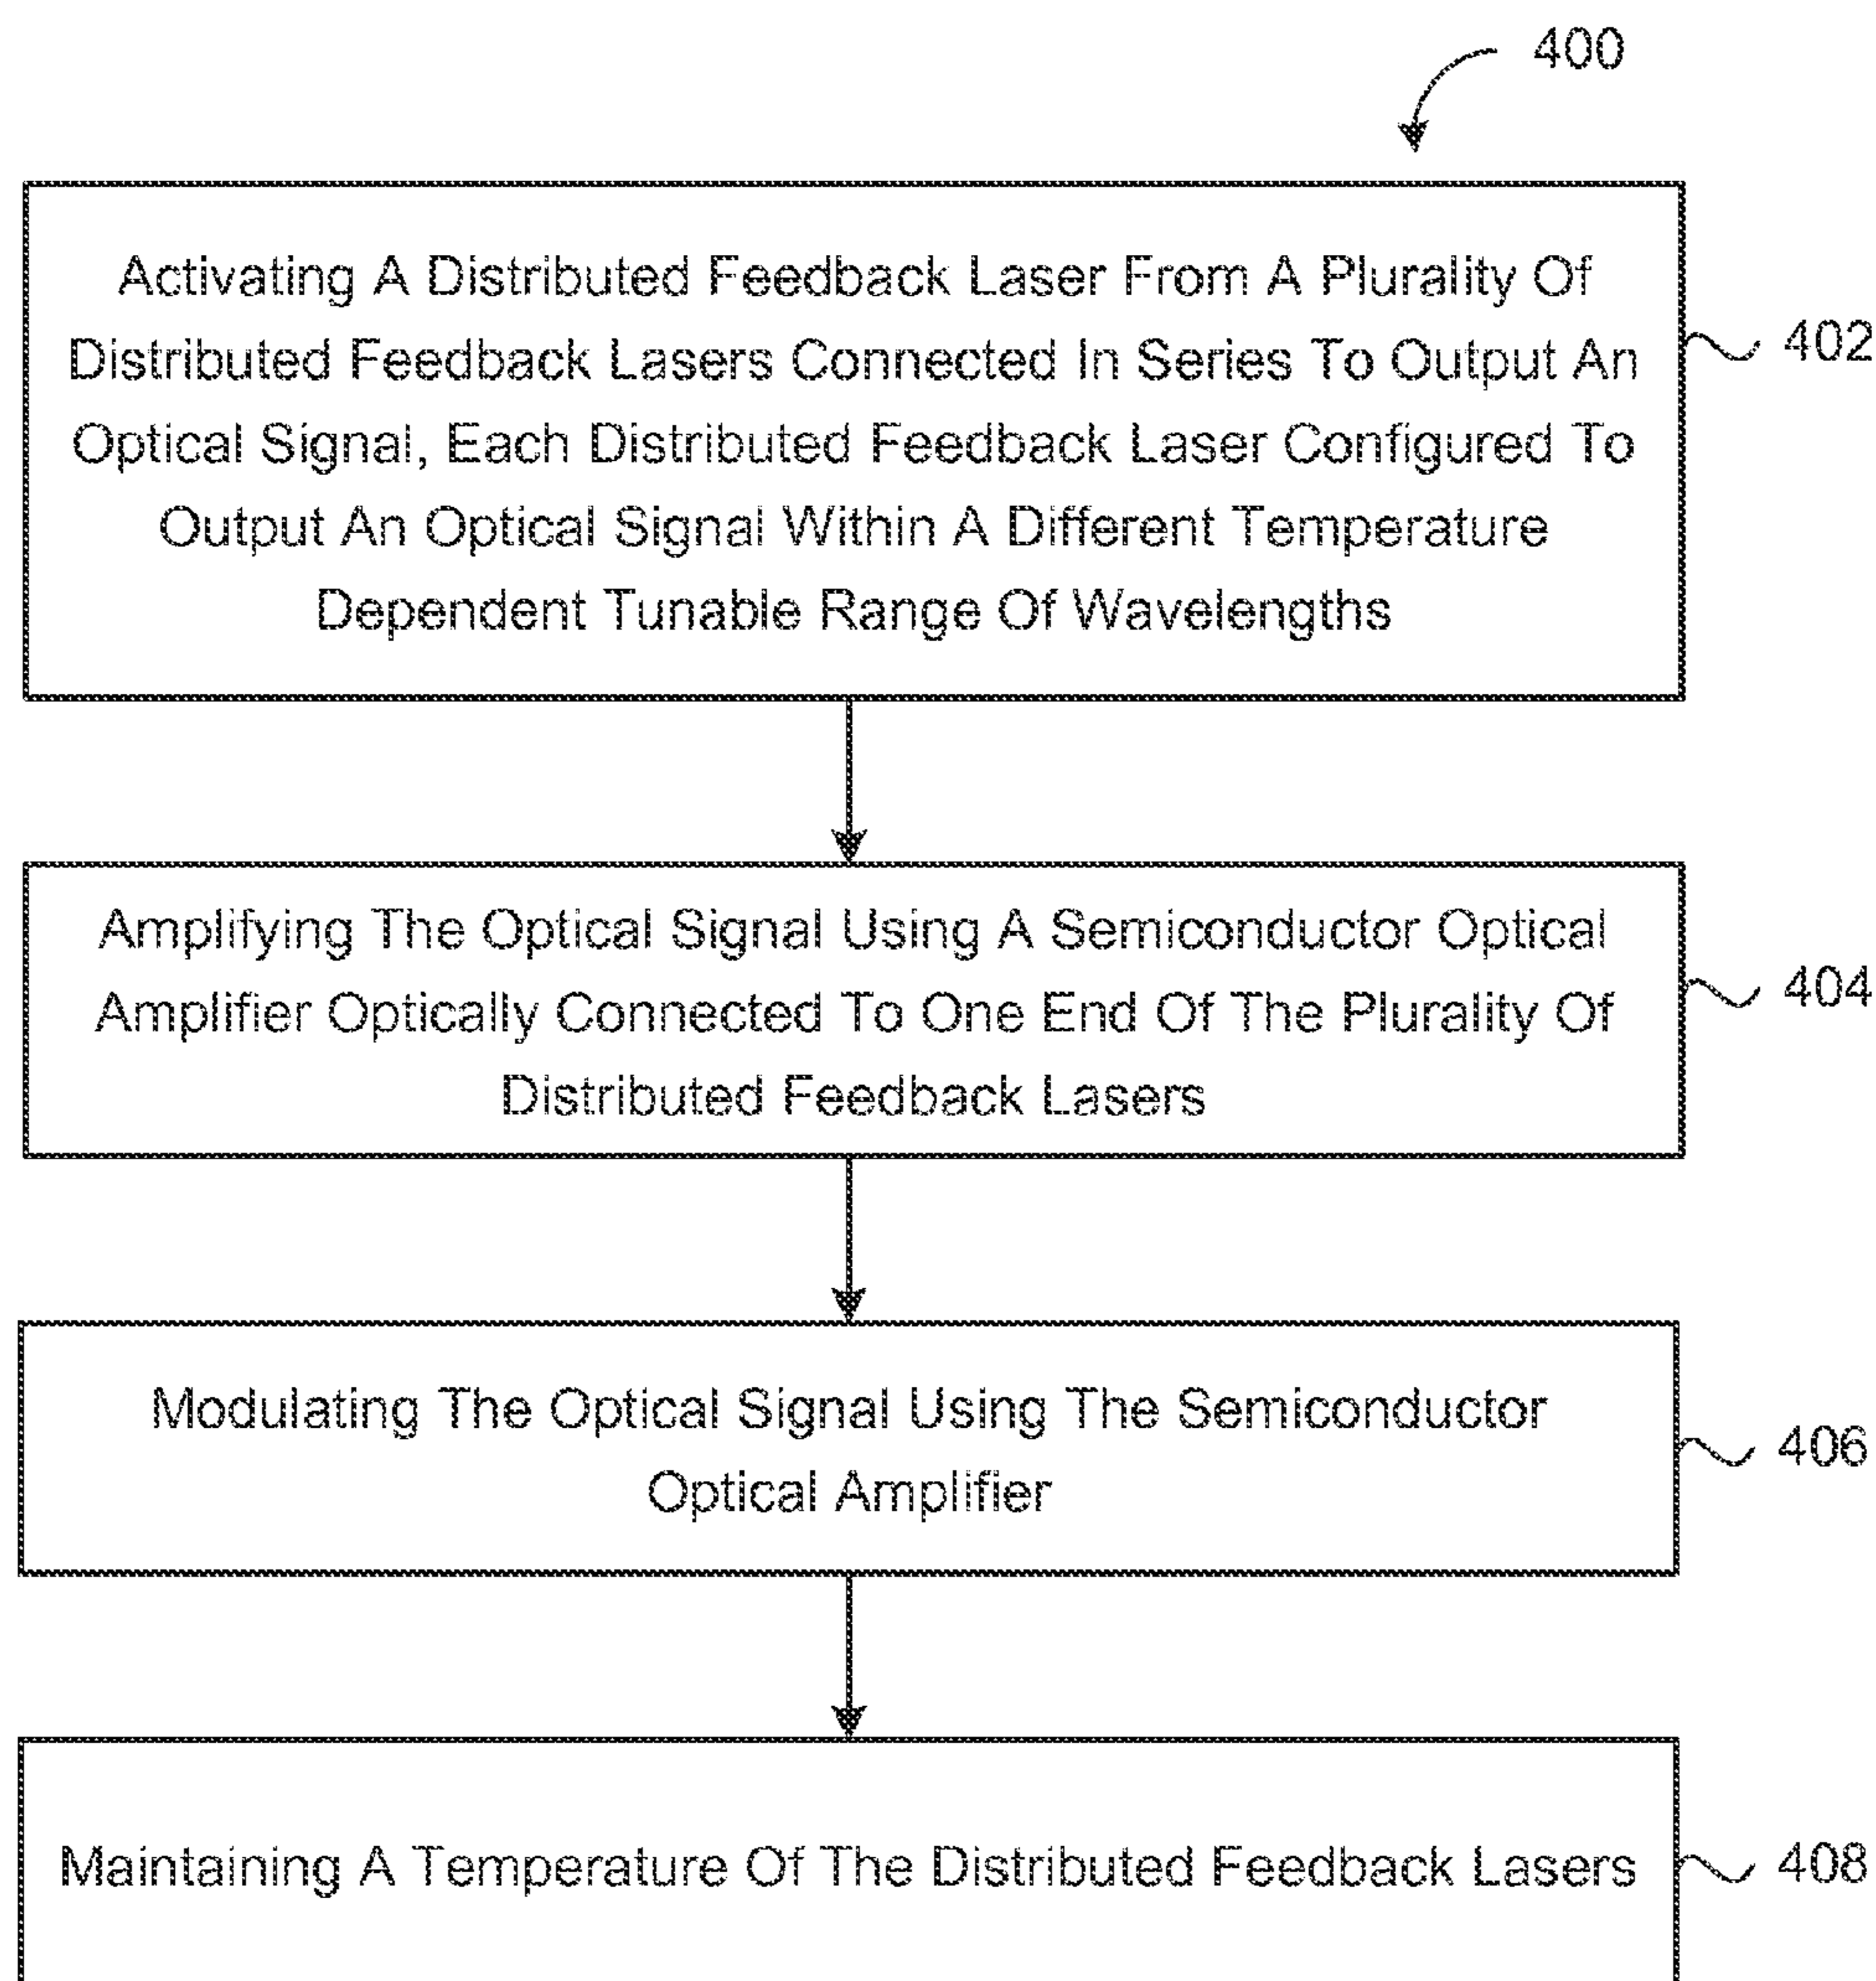 400
Activating A Distributed Feedback Laser From A Plurality Of
Distributed Feedback Lasers Connected In Series To Output An
Optical Signal, Each Distributed Feedback Laser Configured To
Output An Optical Signal Within A Different Temperature
Dependent Tunable Range Of Wavelengths
402
Amplifying The Optical Signal Using A Semiconductor Optical
Amplifier Optically Connected To One End Of The Plurality Of
Distributed Feedback Lasers
404
Modulating The Optical Signal Using The Semiconductor
Optical Amplifier
406
Maintaining A Temperature Of The Distributed Feedback Lasers
408